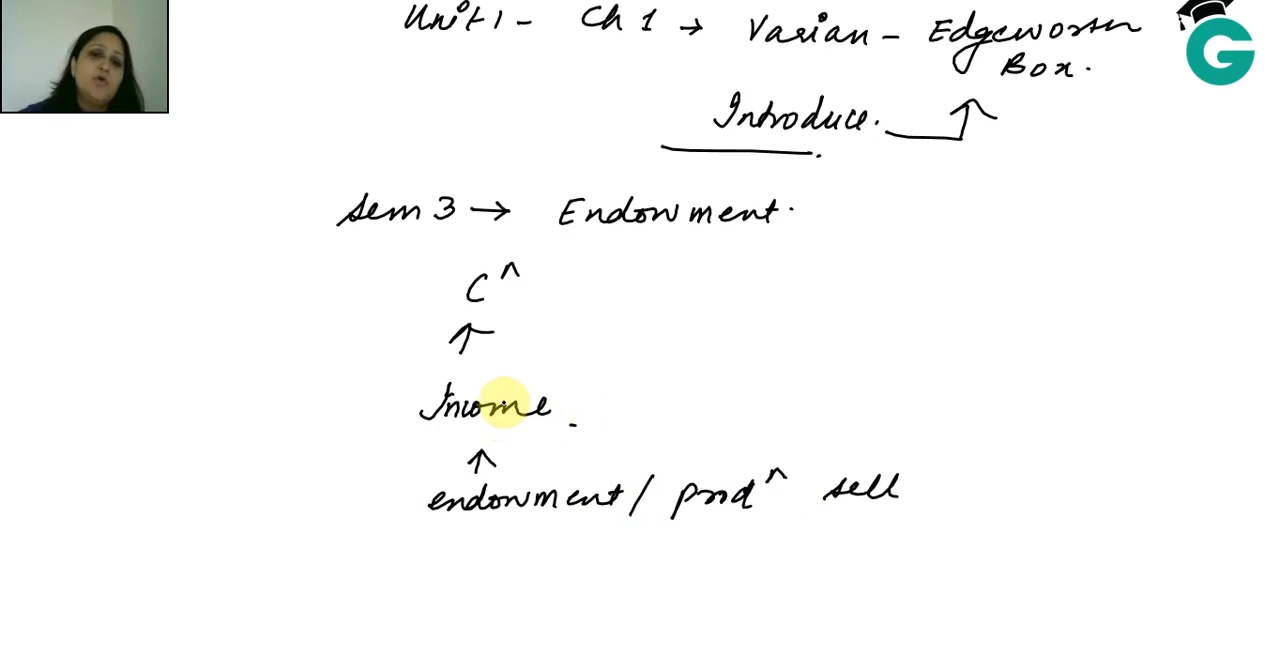 Unit 1 - Ch 1 → Varian - Edgeworth
Box.
Introduce.
Sem 3 → Endowment.
C^
↑
Income.
↑
endowment / prod^ sell
G